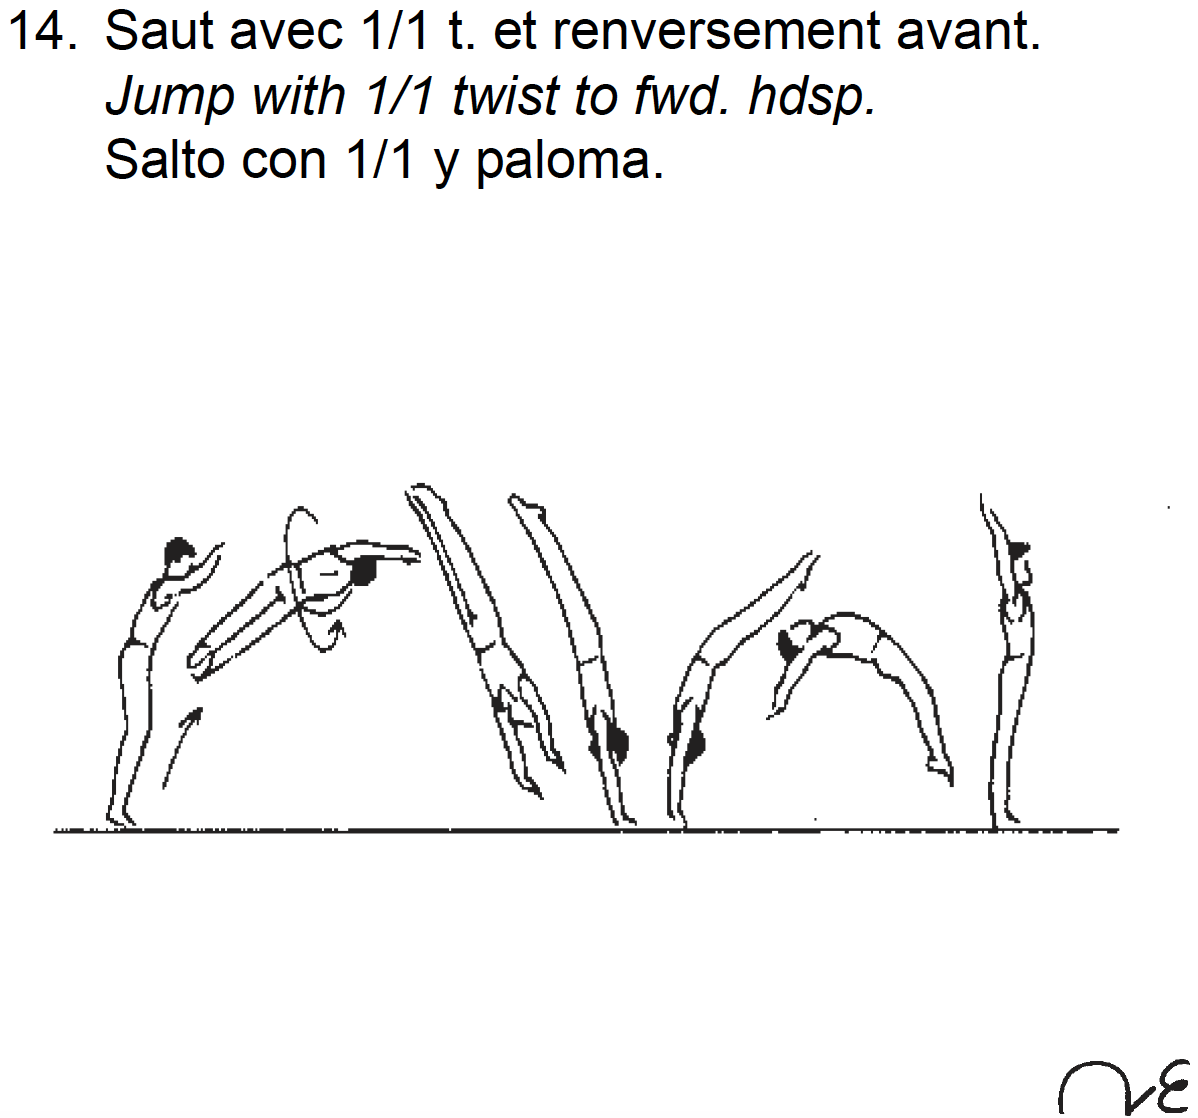 14. Saut avec 1/1 t. et renversement avant.
Jump with 1/1 twist to fwd. hdsp.
Salto con 1/1 y paloma.